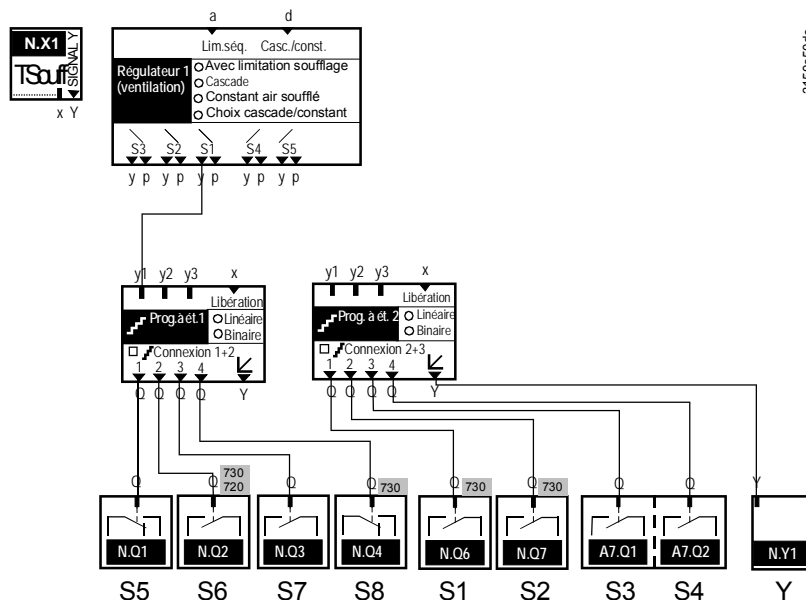 a d
N.X1
TSouff
SIGNAL Y
x Y
Lim.séq. Casc./const.
Régulateur 1
(ventilation)
Avec limitation soufflage
Cascade
Constant air soufflé
Choix cascade/constant
S3 S2 S1 S4 S5
y p y p y p y p y p
y1 y2 y3 x
Libération
Prog.à ét.1
Linéaire
Binaire
Connexion 1+2
1 2 3 4
Q Q Q Q Y
y1 y2 y3 x
Libération
Prog. à ét. 2
Linéaire
Binaire
Connexion 2+3
1 2 3 4
Q Q Q Q Y
Q Q 730 720 Q Q 730 Q 730 Q 730 Q Q Y
N.Q1 N.Q2 N.Q3 N.Q4 N.Q6 N.Q7 A7.Q1 A7.Q2 N.Y1
S5 S6 S7 S8 S1 S2 S3 S4 Y